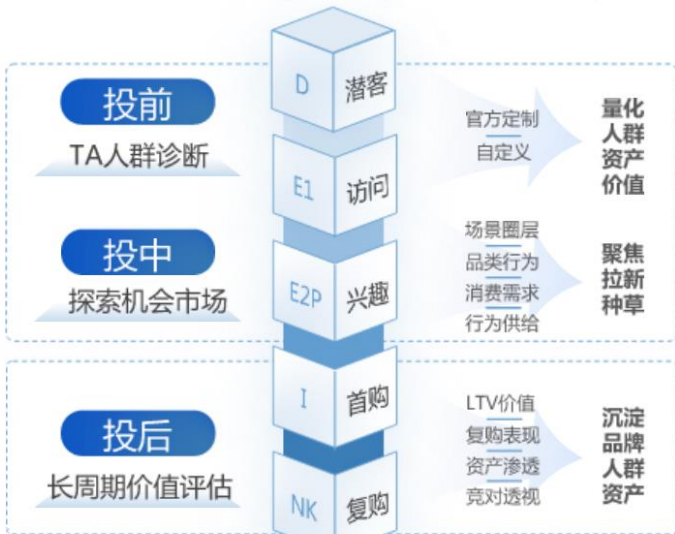 投前
TA人群诊断
D
潜客
官方定制
自定义
量化
人群
资产
价值
E1
访问
投中
探索机会市场
E2P
兴趣
场景圈层
品类行为
消费需求
行为供给
聚焦
拉新
种草
I
首购
投后
长周期价值评估
NK
复购
LTV价值
复购表现
资产渗透
竞对透视
沉淀
品牌
人群
资产